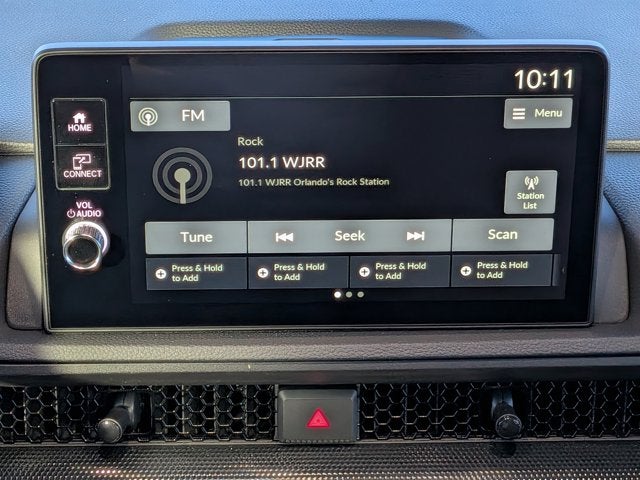 10:11
HOME
FM
Menu
Rock
101.1 WJRR
101.1 WJRR Orlando's Rock Station
CONNECT
VOL
AUDIO
Station
List
Tune
Seek
Scan
Press & Hold
to Add
Press & Hold
to Add
Press & Hold
to Add
Press & Hold
to Add